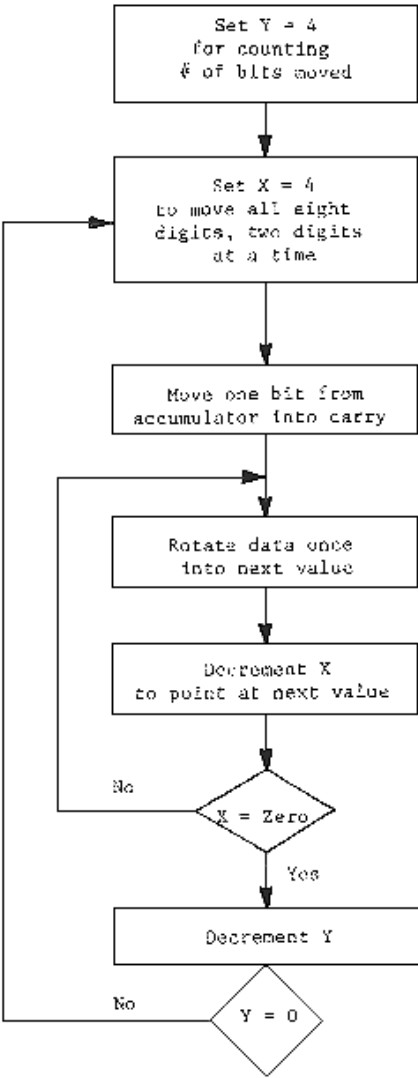 Set Y = 4
for counting
# of bits moved
Set X = 4
to move all eight
digits, two digits
at a time
Move one bit from
accumulator into carry
Rotate data once
into next value
Decrement X
to point at next value
No
X = Zero
Yes
Decrement Y
No
Y = 0